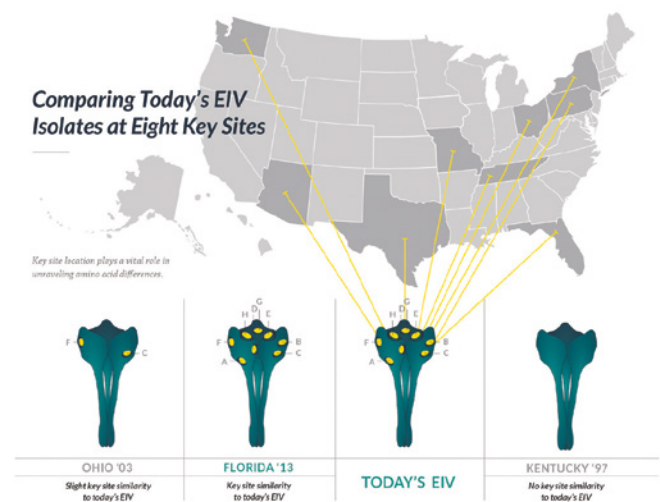 Comparing Today's EIV
Isolates at Eight Key Sites
Key site location plays a vital role in
unraveling amino acid differences.
F
C
G
D
H
E
F
B
C
A
G
D
H
E
F
B
C
A
OHIO '03
Slight key site similarity
to today's EIV
FLORIDA '13
Key site similarity
to today's EIV
TODAY'S EIV
KENTUCKY '97
No key site similarity
to today's EIV